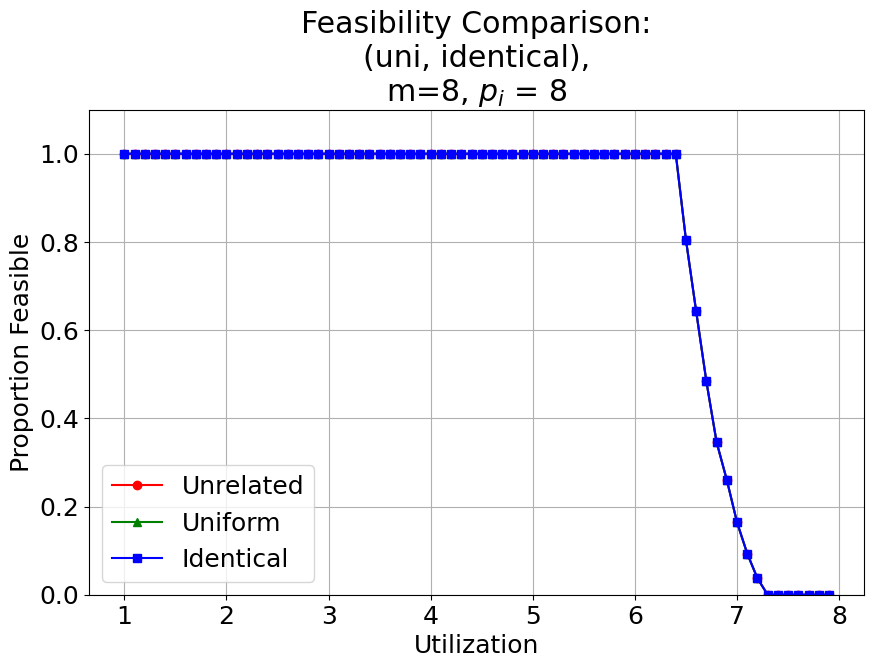 Feasibility Comparison:
(uni, identical),
m=8, $p_i$ = 8
1.0
0.8
0.6
0.4
0.2
0.0
Proportion Feasible
Unrelated
Uniform
Identical
1 2 3 4 5 6 7 8
Utilization